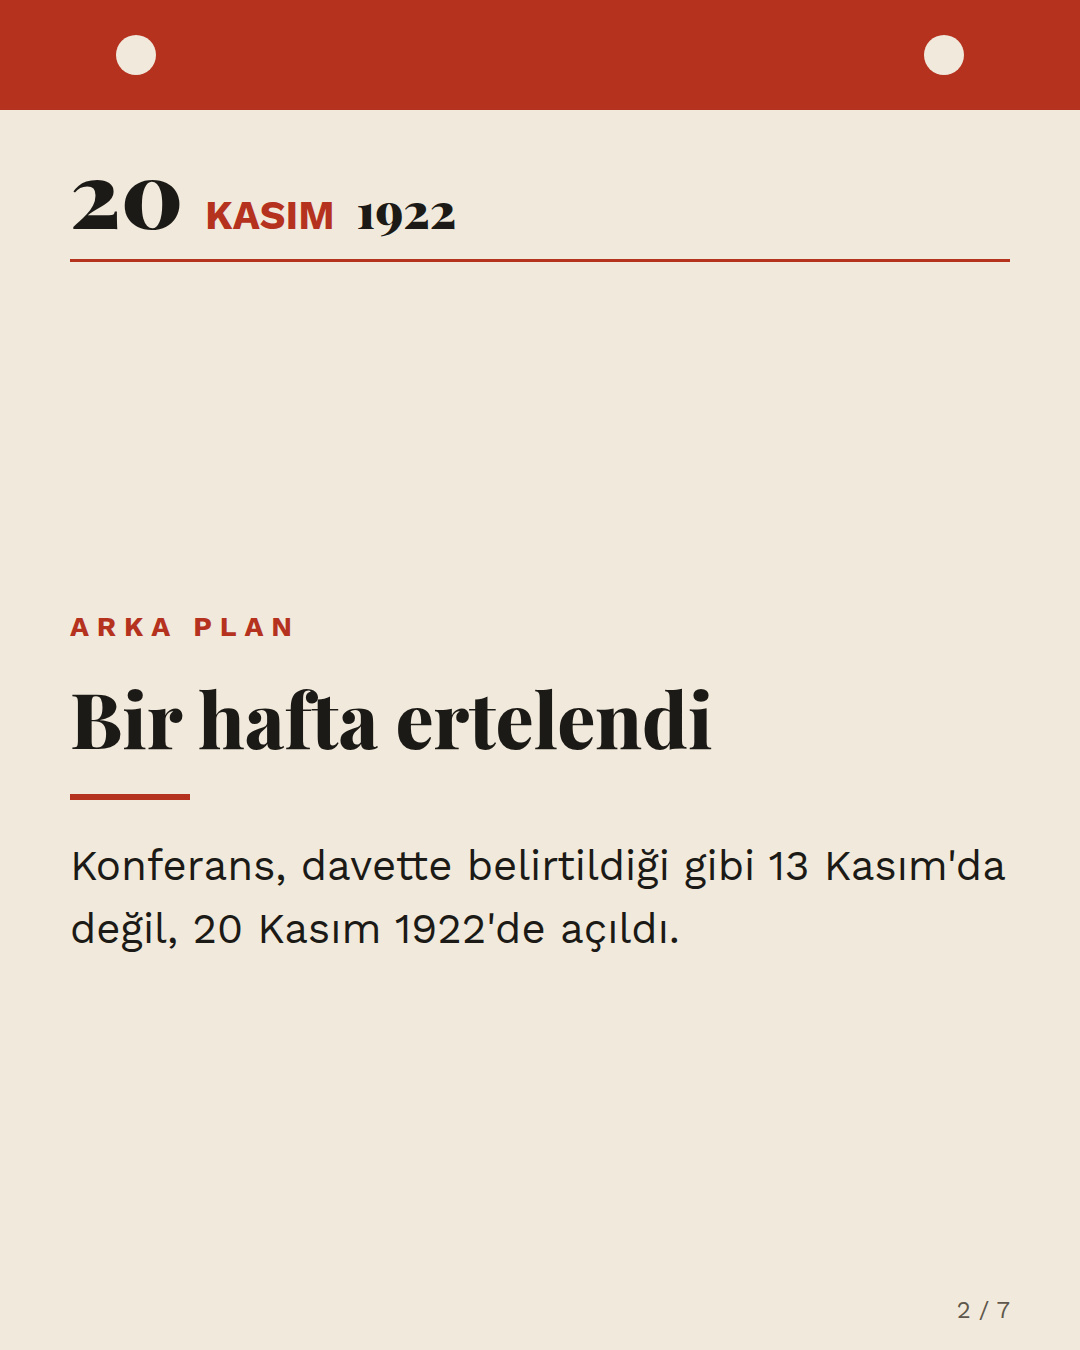 20 KASIM 1922
ARKA PLAN
Bir hafta ertelendi
Konferans, davette belirtildiği gibi 13 Kasım'da
değil, 20 Kasım 1922'de açıldı.
2 / 7